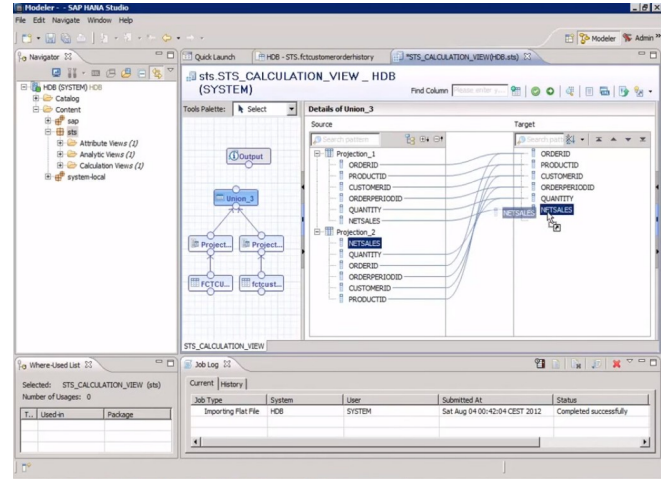 Modeler - - SAP HANA Studio
File Edit Navigate Window Help
Modeler Admin
Navigator
Quick Launch
HDB - STS.fctcustomerorderhistory
*STS_CALCULATION_VIEW(HDB.sts)
HDB (SYSTEM) HDB
Catalog
Content
sap
sts
Attribute Views (1)
Analytic Views (1)
Calculation Views (1)
system-local
sts.STS_CALCULATION_VIEW _ HDB
(SYSTEM)
Find Column
Tools Palette: Select
Output
Union_3
Project...
Project...
FCTCU...
fctcust...
STS_CALCULATION_VIEW
Details of Union_3
Source
Target
Projection_1
ORDERID
PRODUCTID
CUSTOMERID
ORDERPERIODID
QUANTITY
NETSALES
Projection_2
NETSALES
QUANTITY
ORDERID
ORDERPERIODID
CUSTOMERID
PRODUCTID
ORDERID
PRODUCTID
CUSTOMERID
ORDERPERIODID
QUANTITY
NETSALES
NETSALES
Where-Used List
Selected: STS_CALCULATION_VIEW (sts)
Number of Usages: 0
T... Used-in Package
Job Log
Current History
Job Type System User Submitted At Status
Importing Flat File HDB SYSTEM Sat Aug 04 00:42:04 CEST 2012 Completed successfully